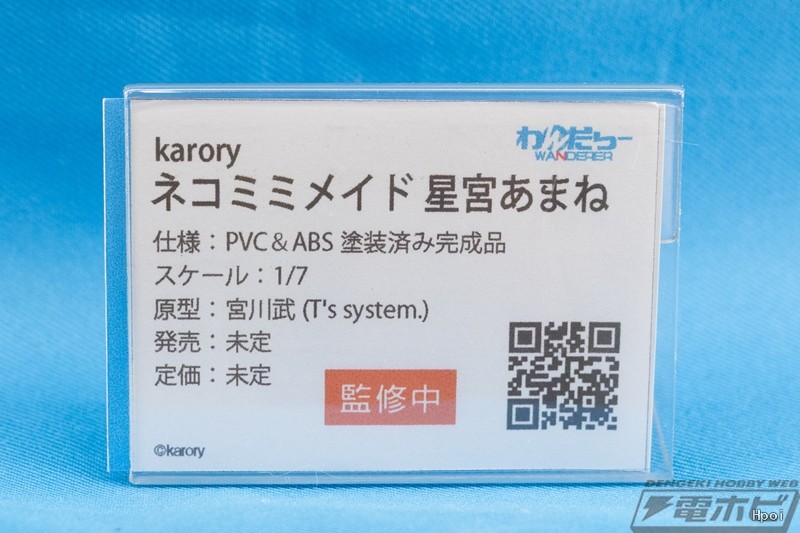 karory
わんだらー
WANDERER
ネコミミメイド 星宮あまね
仕様：PVC＆ABS 塗装済み完成品
スケール：1/7
原型：宮川武 (T's system.)
発売：未定
定価：未定
監修中
©karory
DENGEKI HOBBY WEB
電ホビ
Hpoi